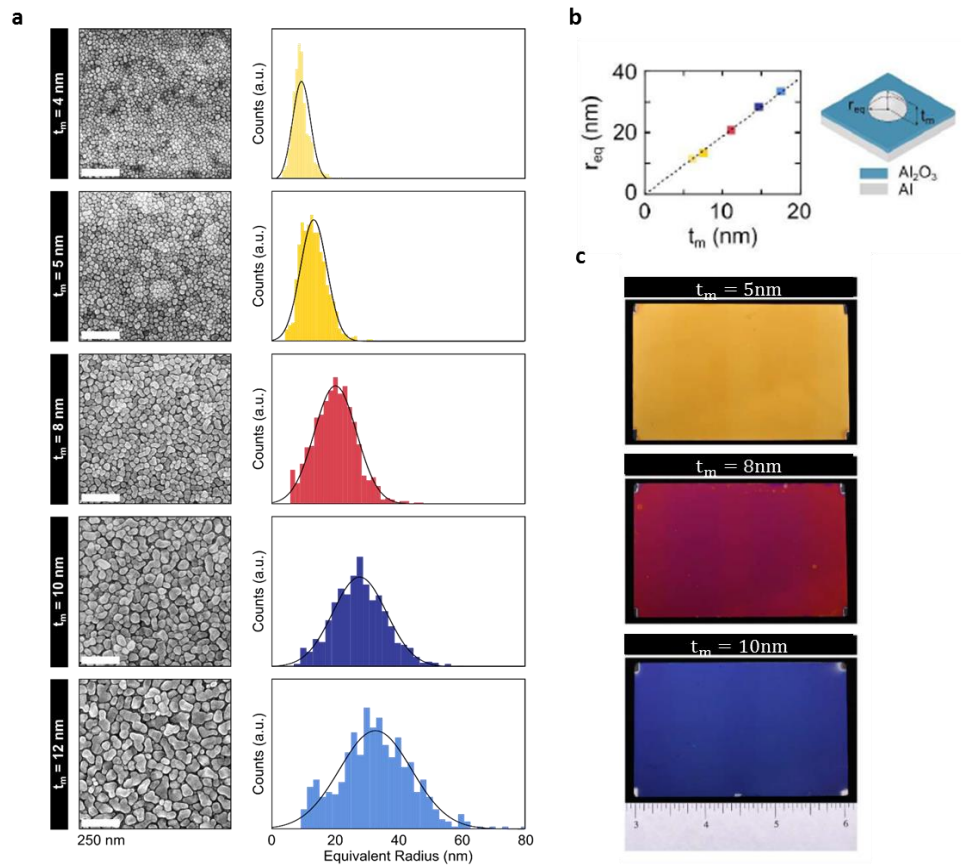 a
t_m = 4 nm
Counts (a.u.)
t_m = 5 nm
Counts (a.u.)
t_m = 8 nm
Counts (a.u.)
t_m = 10 nm
Counts (a.u.)
t_m = 12 nm
Counts (a.u.)
250 nm
0 20 40 60 80
Equivalent Radius (nm)
b
40
20
0
r_eq (nm)
0 10 20
t_m (nm)
r_eq
t_m
Al₂O₃
Al
c
t_m = 5nm
t_m = 8nm
t_m = 10nm
3 4 5 6